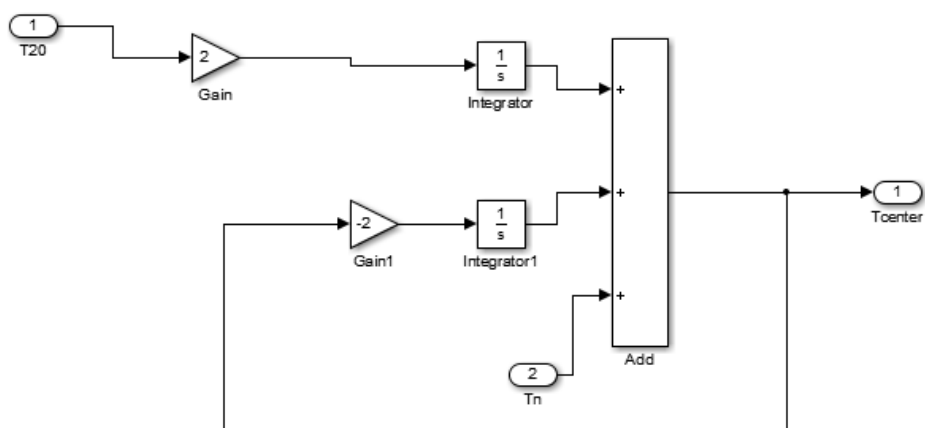 1
T20
2
Gain
1
s
Integrator
+
-2
Gain1
1
s
Integrator1
+
+
Add
2
Tn
1
Tcenter